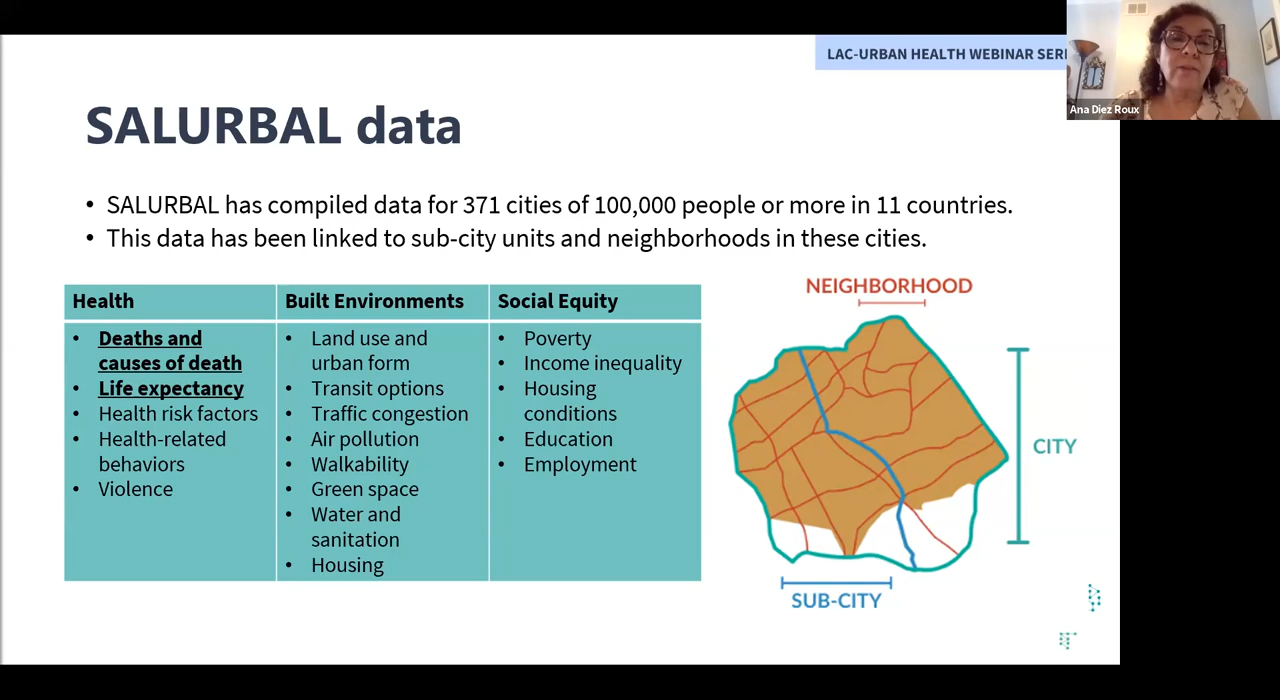 LAC-URBAN HEALTH WEBINAR SERI
Ana Diez Roux
SALURBAL data
• SALURBAL has compiled data for 371 cities of 100,000 people or more in 11 countries.
• This data has been linked to sub-city units and neighborhoods in these cities.
Health
• Deaths and
causes of death
• Life expectancy
• Health risk factors
• Health-related
behaviors
• Violence
Built Environments
• Land use and
urban form
• Transit options
• Traffic congestion
• Air pollution
• Walkability
• Green space
• Water and
sanitation
• Housing
Social Equity
• Poverty
• Income inequality
• Housing
conditions
• Education
• Employment
NEIGHBORHOOD
CITY
SUB-CITY